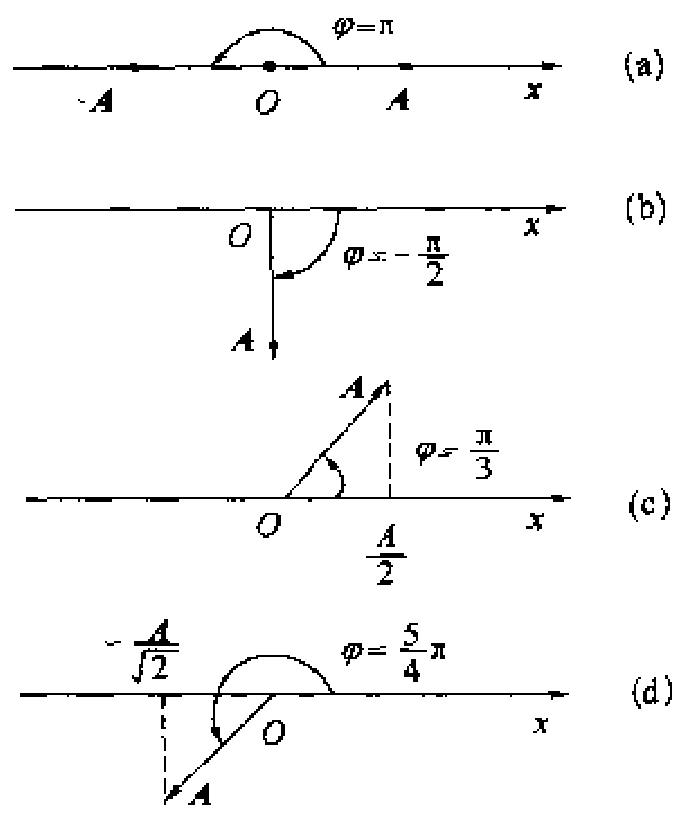 φ=π
-A O A x (a)
O x (b)
φ=-π/2
A
A
φ=π/3
O x (c)
A/2
-A/√2 φ=5/4π
O x (d)
A